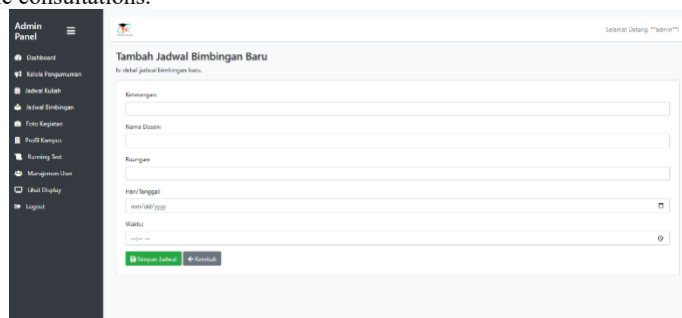 consultations.
Admin
Panel
Selamat Datang, **admin**!
Dashboard
Kelola Pengumuman
Jadwal Kuliah
Jadwal Bimbingan
Foto Kegiatan
Profil Kampus
Running Text
Manajemen User
Lihat Display
Logout
Tambah Jadwal Bimbingan Baru
Isi detail jadwal bimbingan baru.
Keterangan:
Nama Dosen:
Ruangan:
Hari/Tanggal:
mm/dd/yyyy
Waktu:
--:-- --
Simpan Jadwal
Kembali